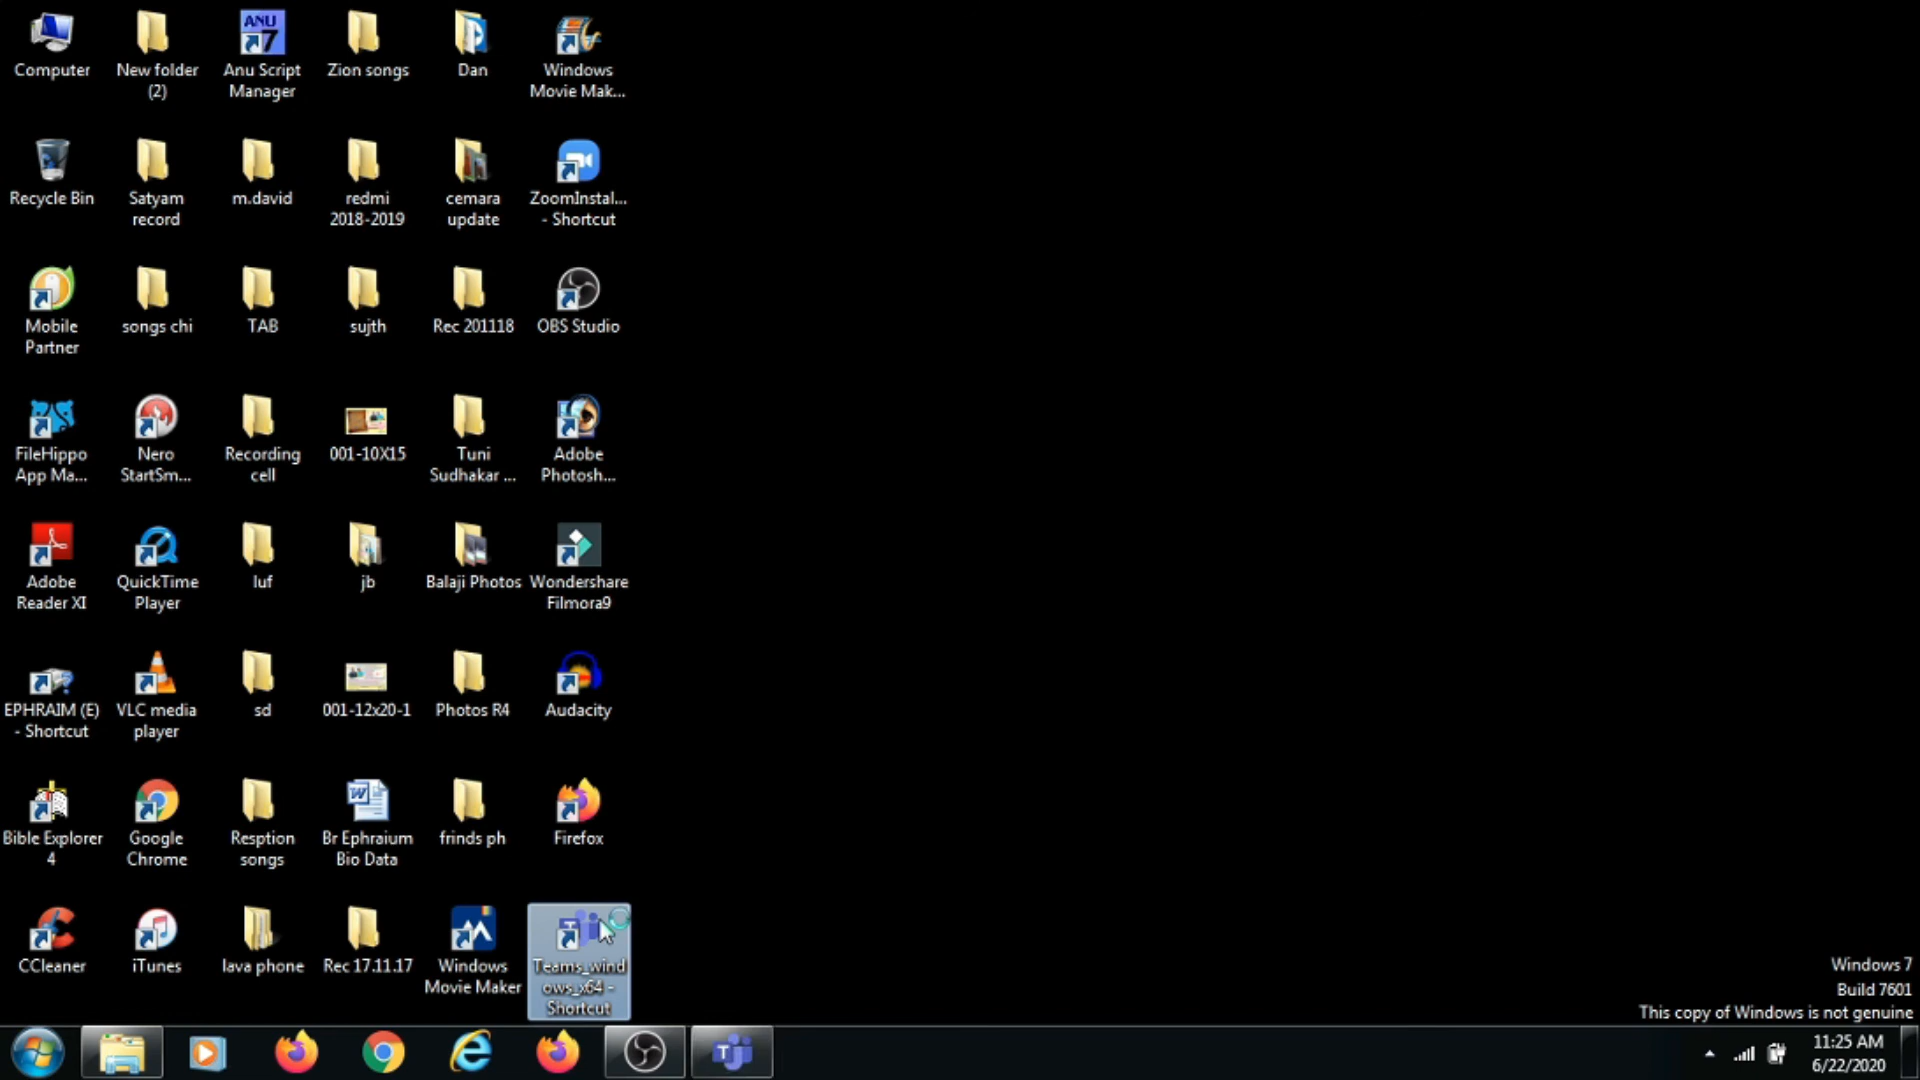 Computer
New folder
(2)
ANU
7
Anu Script
Manager
Zion songs
Dan
Windows
Movie Mak...
Recycle Bin
Satyam
record
m.david
redmi
2018-2019
cemara
update
ZoomInstal...
- Shortcut
Mobile
Partner
songs chi
TAB
sujth
Rec 201118
OBS Studio
FileHippo
App Ma...
Nero
StartSm...
Recording
cell
001-10X15
Tuni
Sudhakar ...
Adobe
Photosh...
Adobe
Reader XI
QuickTime
Player
luf
jb
Balaji Photos
Wondershare
Filmora9
EPHRAIM (E)
- Shortcut
VLC media
player
sd
001-12x20-1
Photos R4
Audacity
Bible Explorer
4
Google
Chrome
Resption
songs
Br Ephraium
Bio Data
frinds ph
Firefox
CCleaner
iTunes
lava phone
Rec 17.11.17
Windows
Movie Maker
Teams_wind
ows_x64 -
Shortcut
Windows 7
Build 7601
This copy of Windows is not genuine
11:25 AM
6/22/2020